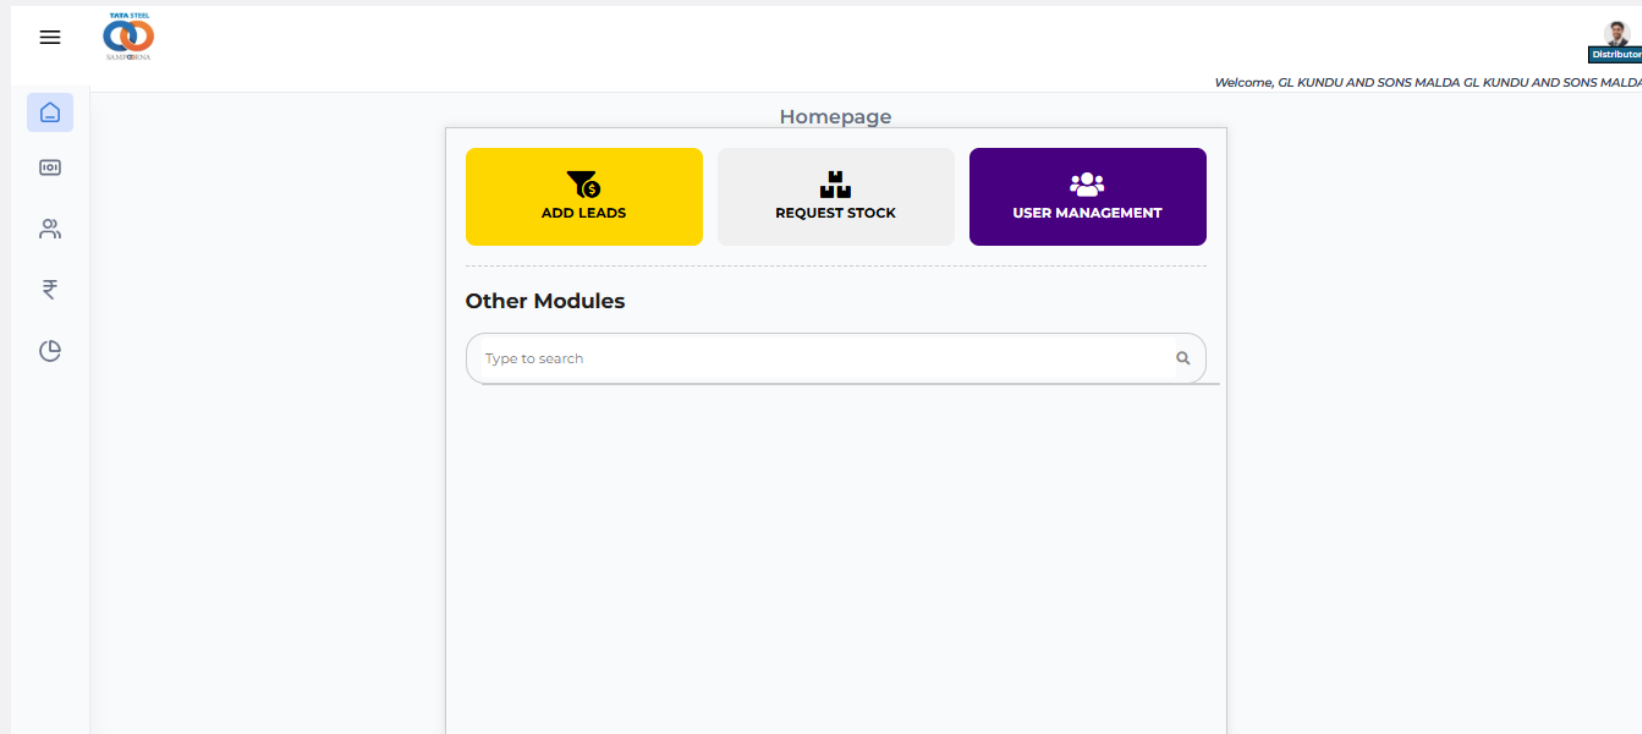 TATA STEEL
SAMPOORNA
Distributor
Welcome, GL KUNDU AND SONS MALDA GL KUNDU AND SONS MALDA
Homepage
ADD LEADS
REQUEST STOCK
USER MANAGEMENT
Other Modules
Type to search